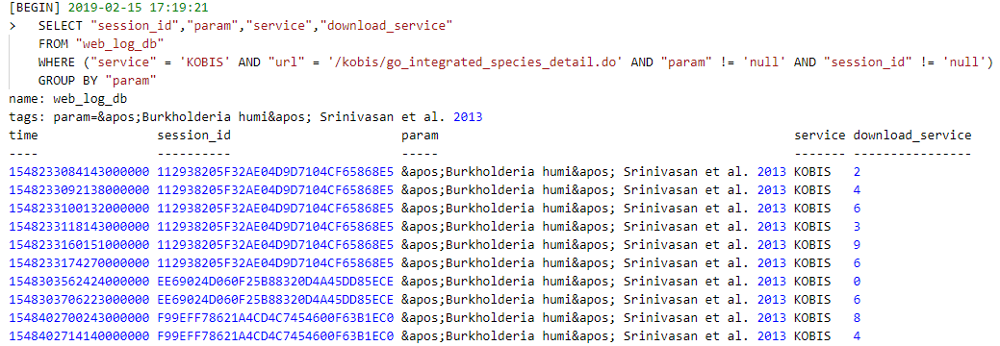 [BEGIN] 2019-02-15 17:19:21
> SELECT "session_id","param","service","download_service"
FROM "web_log_db"
WHERE ("service" = 'KOBIS' AND "url" = '/kobis/go_integrated_species_detail.do' AND "param" != 'null' AND "session_id" != 'null')
GROUP BY "param"
name: web_log_db
tags: param=&apos;Burkholderia humi&apos; Srinivasan et al. 2013
time session_id param service download_service
---- ---------- ----- ------- ----------------
1548233084143000000 112938205F32AE04D9D7104CF65868E5 &apos;Burkholderia humi&apos; Srinivasan et al. 2013 KOBIS 2
1548233092138000000 112938205F32AE04D9D7104CF65868E5 &apos;Burkholderia humi&apos; Srinivasan et al. 2013 KOBIS 4
1548233100132000000 112938205F32AE04D9D7104CF65868E5 &apos;Burkholderia humi&apos; Srinivasan et al. 2013 KOBIS 6
1548233118143000000 112938205F32AE04D9D7104CF65868E5 &apos;Burkholderia humi&apos; Srinivasan et al. 2013 KOBIS 3
1548233160151000000 112938205F32AE04D9D7104CF65868E5 &apos;Burkholderia humi&apos; Srinivasan et al. 2013 KOBIS 9
1548233174270000000 112938205F32AE04D9D7104CF65868E5 &apos;Burkholderia humi&apos; Srinivasan et al. 2013 KOBIS 6
1548303562424000000 EE69024D060F25B88320D4A45DD85ECE &apos;Burkholderia humi&apos; Srinivasan et al. 2013 KOBIS 0
1548303706223000000 EE69024D060F25B88320D4A45DD85ECE &apos;Burkholderia humi&apos; Srinivasan et al. 2013 KOBIS 6
1548402700243000000 F99EFF78621A4CD4C7454600F63B1EC0 &apos;Burkholderia humi&apos; Srinivasan et al. 2013 KOBIS 8
1548402714140000000 F99EFF78621A4CD4C7454600F63B1EC0 &apos;Burkholderia humi&apos; Srinivasan et al. 2013 KOBIS 4